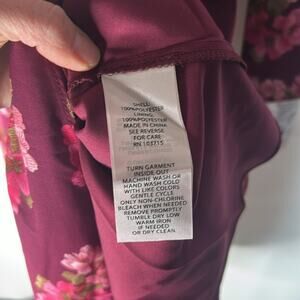 SHELL:
100%POLYESTER
LINING:
100%POLYESTER
MADE IN CHINA
SEE REVERSE
FOR CARE
RN 103715
TURN GARMENT
INSIDE OUT
MACHINE WASH OR
HAND WASH COLD
WITH LIKE COLORS
GENTLE CYCLE
ONLY NON-CHLORINE
BLEACH WHEN NEEDED
REMOVE PROMPTLY
TUMBLE DRY LOW
WARM IRON
IF NEEDED
OR DRY CLEAN.